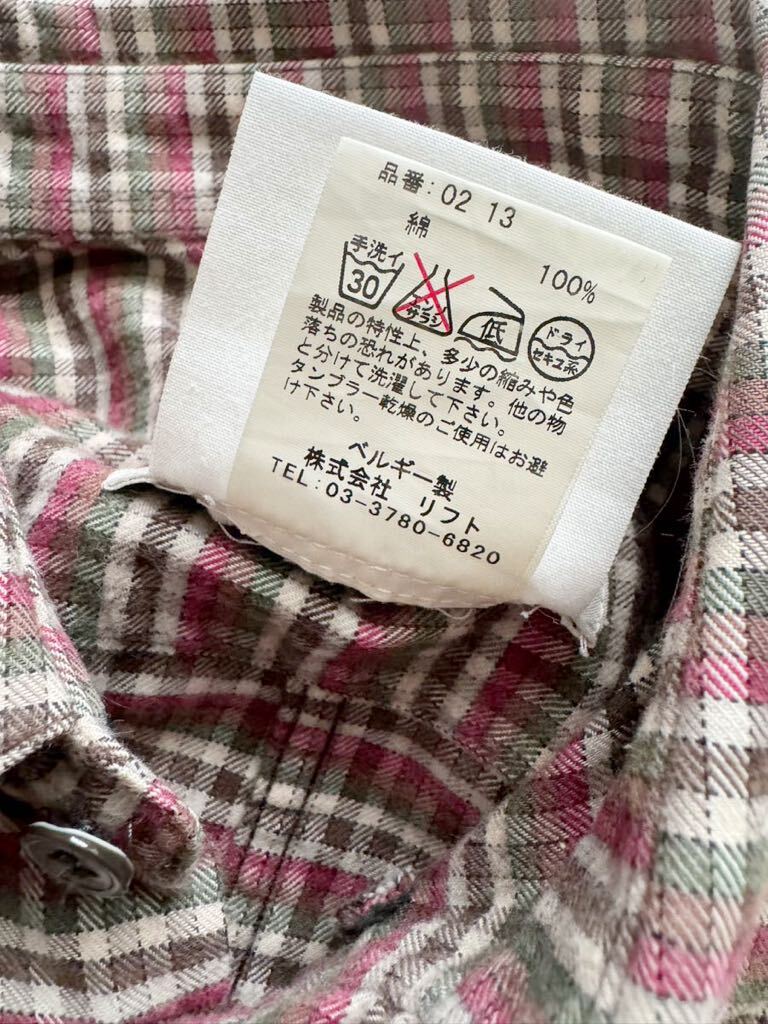 品番: 02 13
綿 100%
手洗イ
30
エンソ
サラシ
低
ドライ
セキユ系
製品の特性上、多少の縮みや色
落ちの恐れがあります。他の物
と分けて洗濯して下さい。
タンブラー乾燥のご使用はお避
け下さい。
ベルギー製
株式会社 リフト
TEL:03-3780-6820